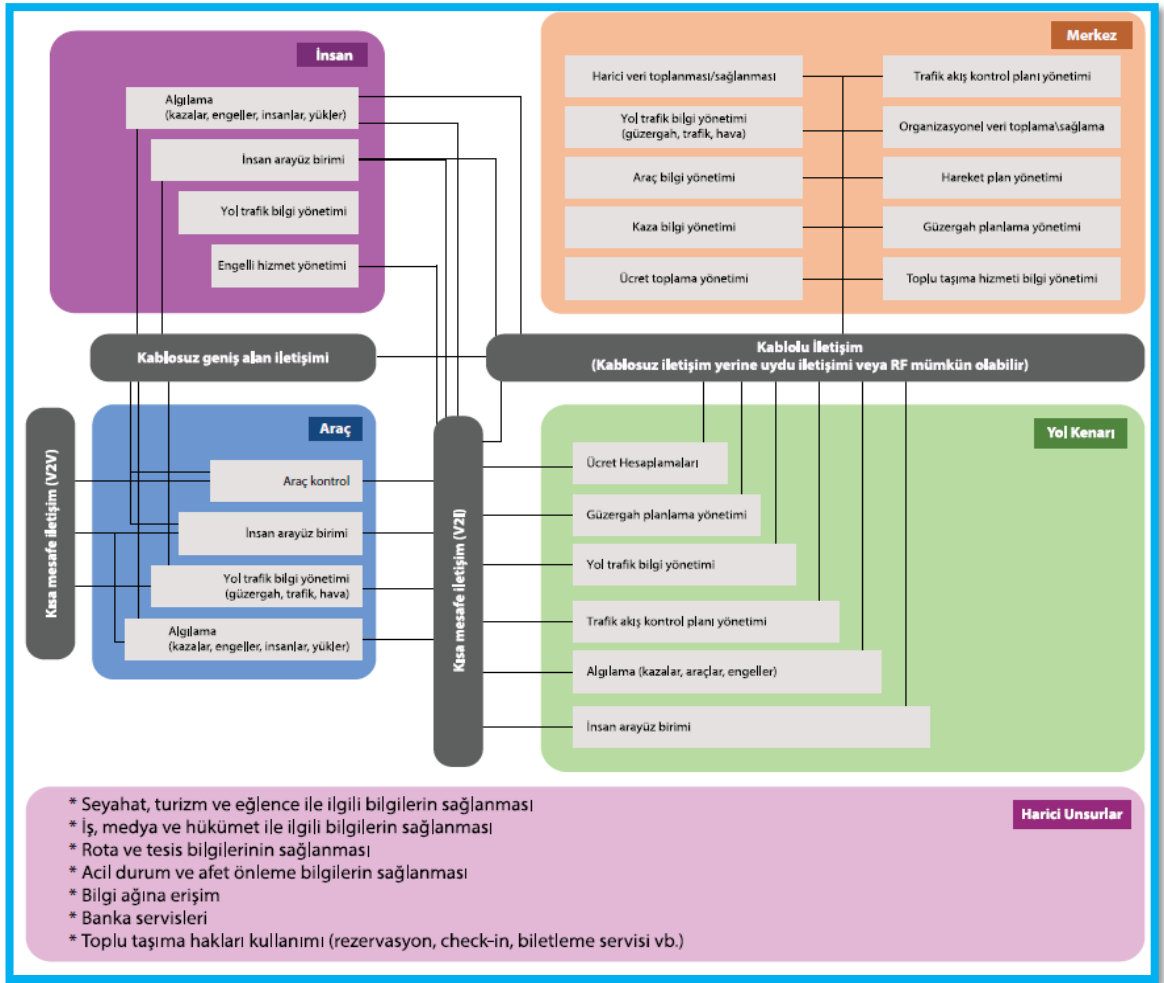 İnsan
Algılama
(kazalar, engeller, insanlar, yükler)
İnsan arayüz birimi
Yol trafik bilgi yönetimi
Engelli hizmet yönetimi
Merkez
Harici veri toplanması/sağlanması
Trafik akış kontrol planı yönetimi
Yol trafik bilgi yönetimi
(güzergah, trafik, hava)
Organizasyonel veri toplama\sağlama
Araç bilgi yönetimi
Hareket plan yönetimi
Kaza bilgi yönetimi
Güzergah planlama yönetimi
Ücret toplama yönetimi
Toplu taşıma hizmeti bilgi yönetimi
Kablosuz geniş alan iletişimi
Kablolu İletişim
(Kablosuz iletişim yerine uydu iletişimi veya RF mümkün olabilir)
Kısa mesafe iletişim (V2V)
Araç
Araç kontrol
İnsan arayüz birimi
Yol trafik bilgi yönetimi
(güzergah, trafik, hava)
Algılama
(kazalar, engeller, insanlar, yükler)
Kısa mesafe iletişim (V2I)
Yol Kenarı
Ücret Hesaplamaları
Güzergah planlama yönetimi
Yol trafik bilgi yönetimi
Trafik akış kontrol planı yönetimi
Algılama (kazalar, araçlar, engeller)
İnsan arayüz birimi
Harici Unsurlar
* Seyahat, turizm ve eğlence ile ilgili bilgilerin sağlanması
* İş, medya ve hükümet ile ilgili bilgilerin sağlanması
* Rota ve tesis bilgilerinin sağlanması
* Acil durum ve afet önleme bilgilerin sağlanması
* Bilgi ağına erişim
* Banka servisleri
* Toplu taşıma hakları kullanımı (rezervasyon, check-in, biletleme servisi vb.)